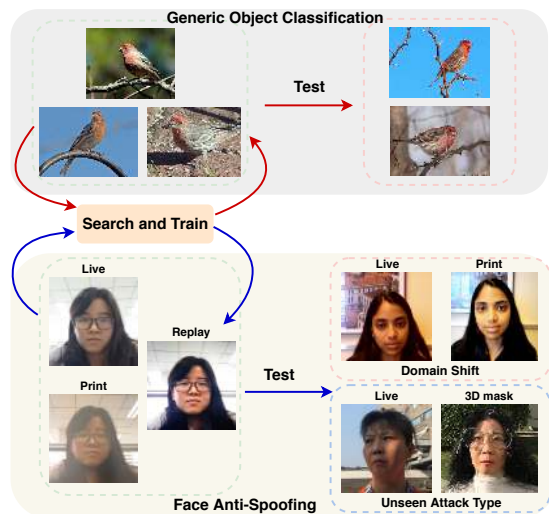 Generic Object Classification
Test
Search and Train
Live
Replay
Print
Test
Live
Print
Domain Shift
Live
3D mask
Unseen Attack Type
Face Anti-Spoofing